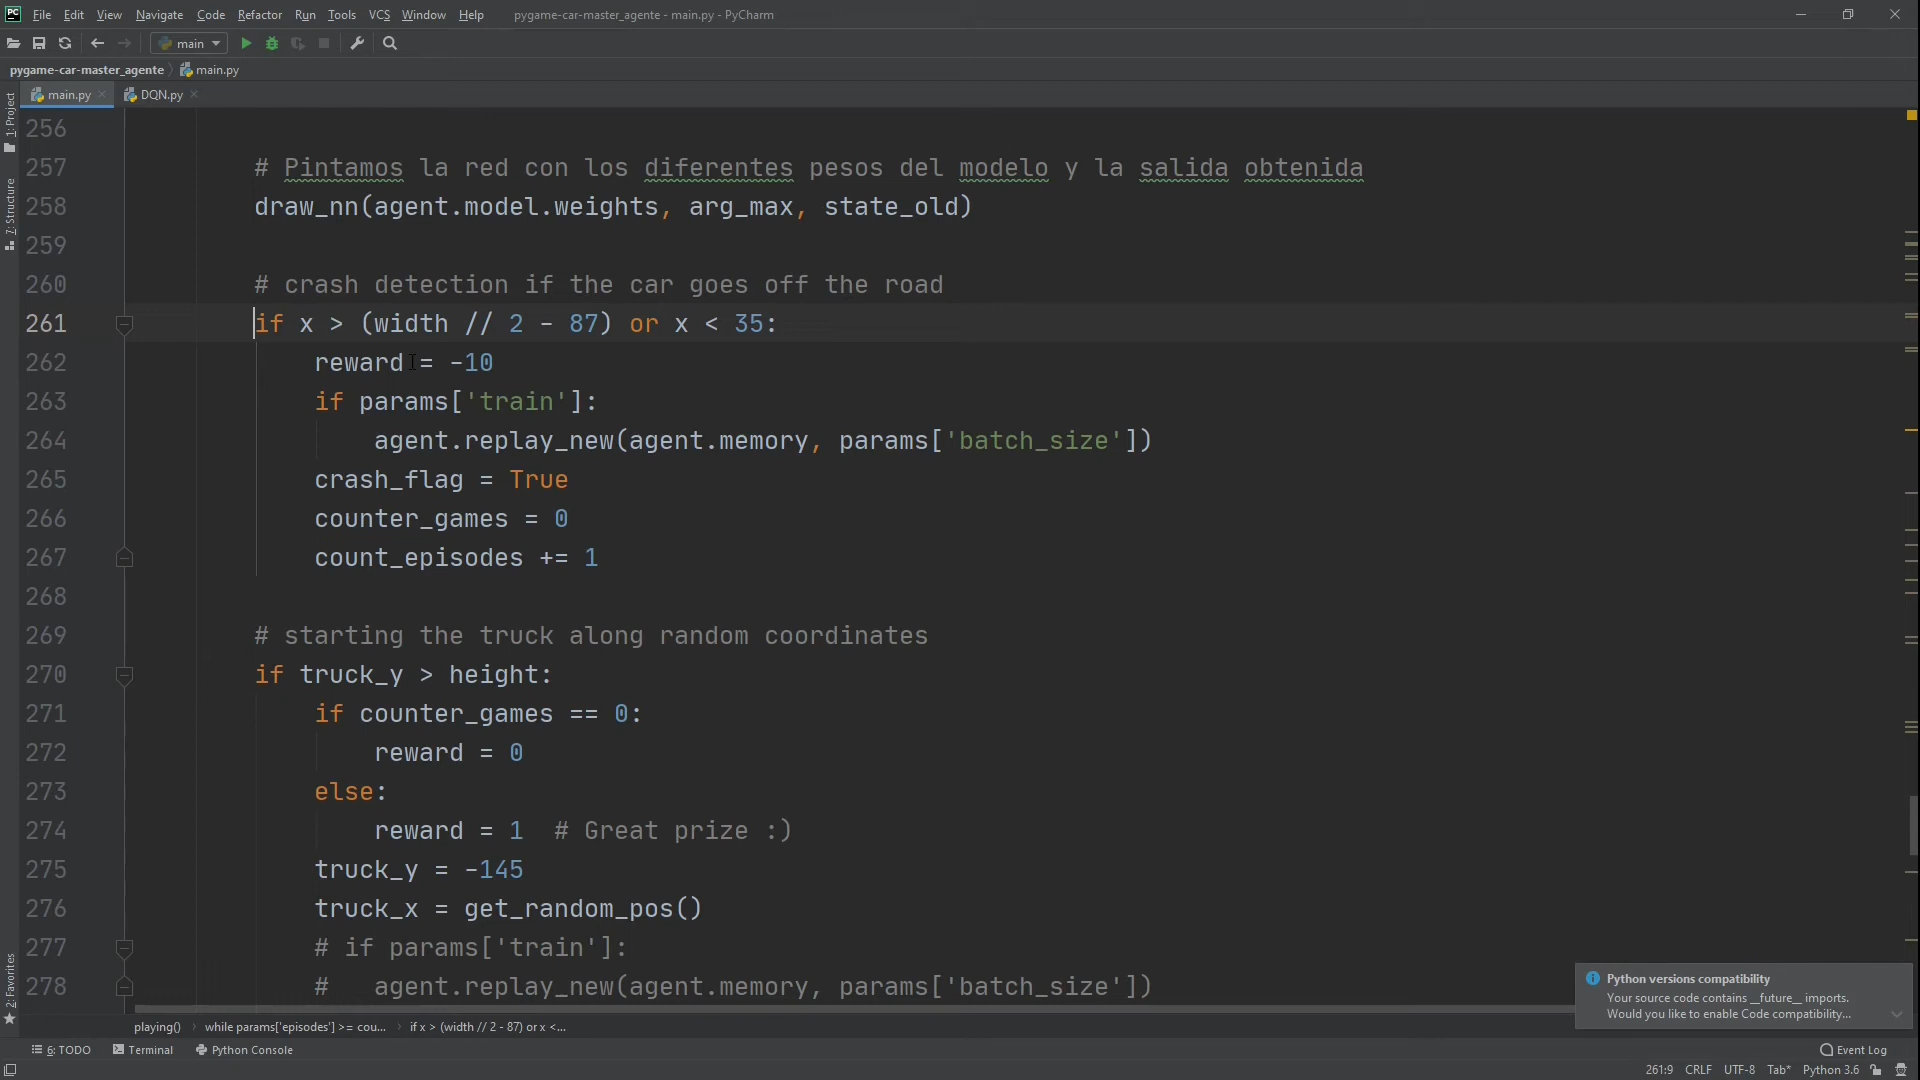 File Edit View Navigate Code Refactor Run Tools VCS Window Help pygame-car-master_agente - main.py - PyCharm
main
pygame-car-master_agente main.py
main.py DQN.py
1: Project
7: Structure
2: Favorites
256
257 # Pintamos la red con los diferentes pesos del modelo y la salida obtenida
258 draw_nn(agent.model.weights, arg_max, state_old)
259
260 # crash detection if the car goes off the road
261 if x > (width // 2 - 87) or x < 35:
262 reward = -10
263 if params['train']:
264 agent.replay_new(agent.memory, params['batch_size'])
265 crash_flag = True
266 counter_games = 0
267 count_episodes += 1
268
269 # starting the truck along random coordinates
270 if truck_y > height:
271 if counter_games == 0:
272 reward = 0
273 else:
274 reward = 1 # Great prize :)
275 truck_y = -145
276 truck_x = get_random_pos()
277 # if params['train']:
278 # agent.replay_new(agent.memory, params['batch_size'])
Python versions compatibility
Your source code contains __future__ imports.
Would you like to enable Code compatibility...
playing() while params['episodes'] >= cou... if x > (width // 2 - 87) or x <...
6: TODO Terminal Python Console Event Log
261:9 CRLF UTF-8 Tab* Python 3.6